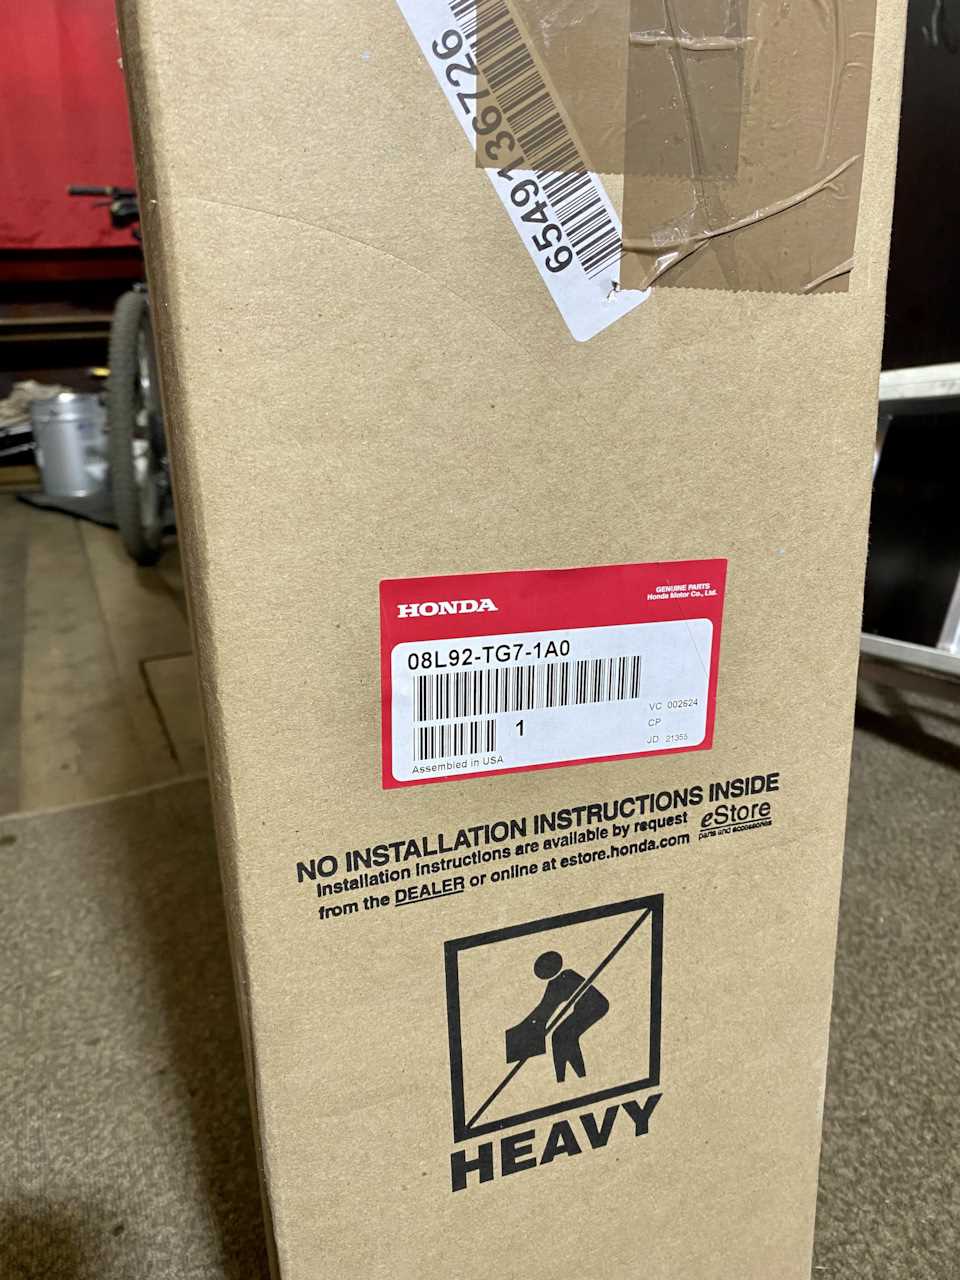 6549136726
HONDA
GENUINE PARTS
Honda Motor Co., Ltd.
08L92-TG7-1A0
1
VC 002624
CP
JD 21355
Assembled in USA
NO INSTALLATION INSTRUCTIONS INSIDE
Installation Instructions are available by request
from the DEALER or online at estore.honda.com
eStore
parts and accessories
HEAVY